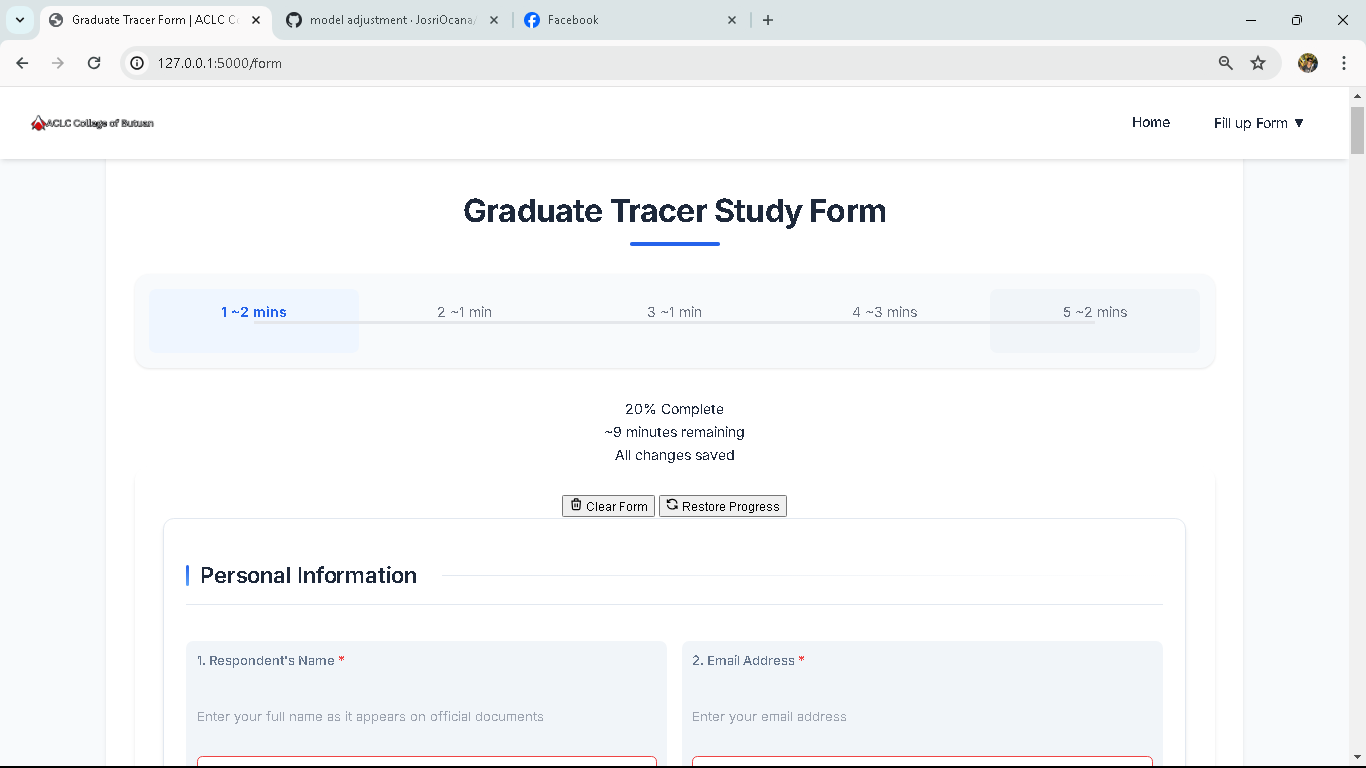 Graduate Tracer Form | ACLC C
model adjustment · JosriOcana/
Facebook
127.0.0.1:5000/form
ACLC College of Butuan
Home
Fill up Form ▼
Graduate Tracer Study Form
1 ~2 mins
2 ~1 min
3 ~1 min
4 ~3 mins
5 ~2 mins
20% Complete
~9 minutes remaining
All changes saved
Clear Form
Restore Progress
Personal Information
1. Respondent's Name *
2. Email Address *
Enter your full name as it appears on official documents
Enter your email address